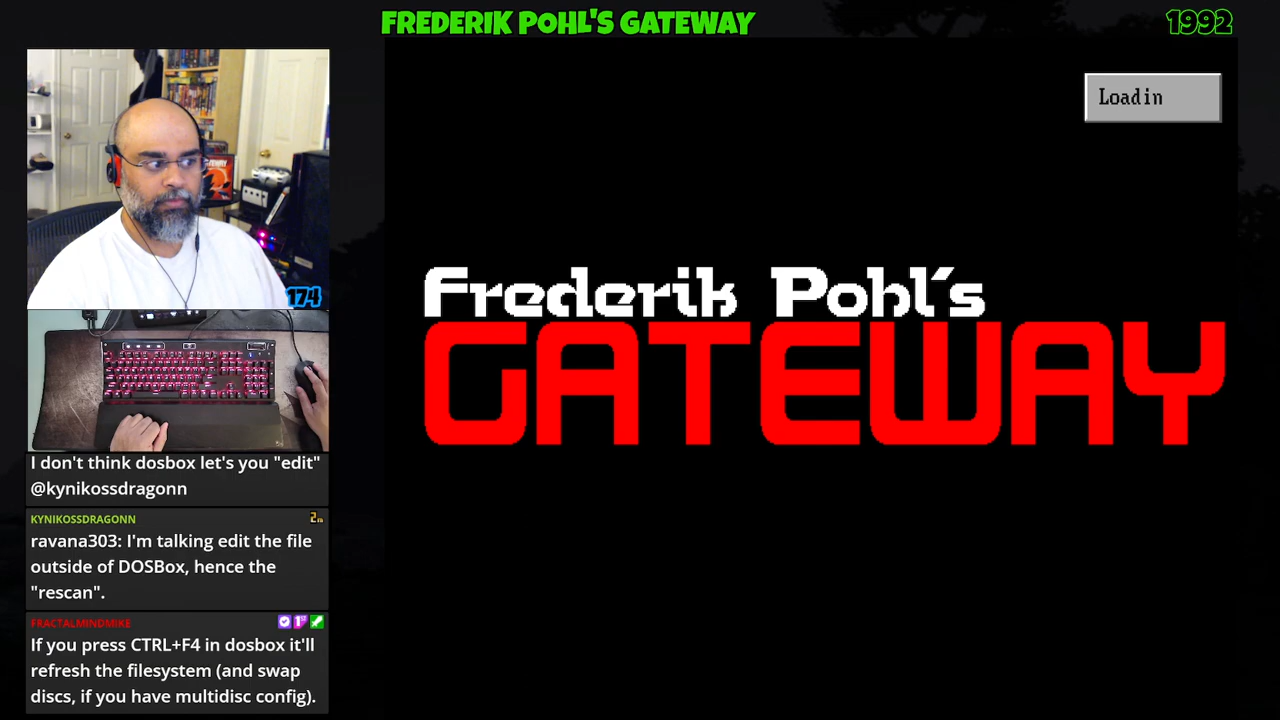 FREDERIK POHL'S GATEWAY
1992
Loadin
Frederik Pohl's
GATEWAY
174
I don't think dosbox let's you "edit"
@kynikossdragonn
KYNIKOSSDRAGONN
ravana303: I'm talking edit the file
outside of DOSBox, hence the
"rescan".
FRACTALMINDMIKE
If you press CTRL+F4 in dosbox it'll
refresh the filesystem (and swap
discs, if you have multidisc config).